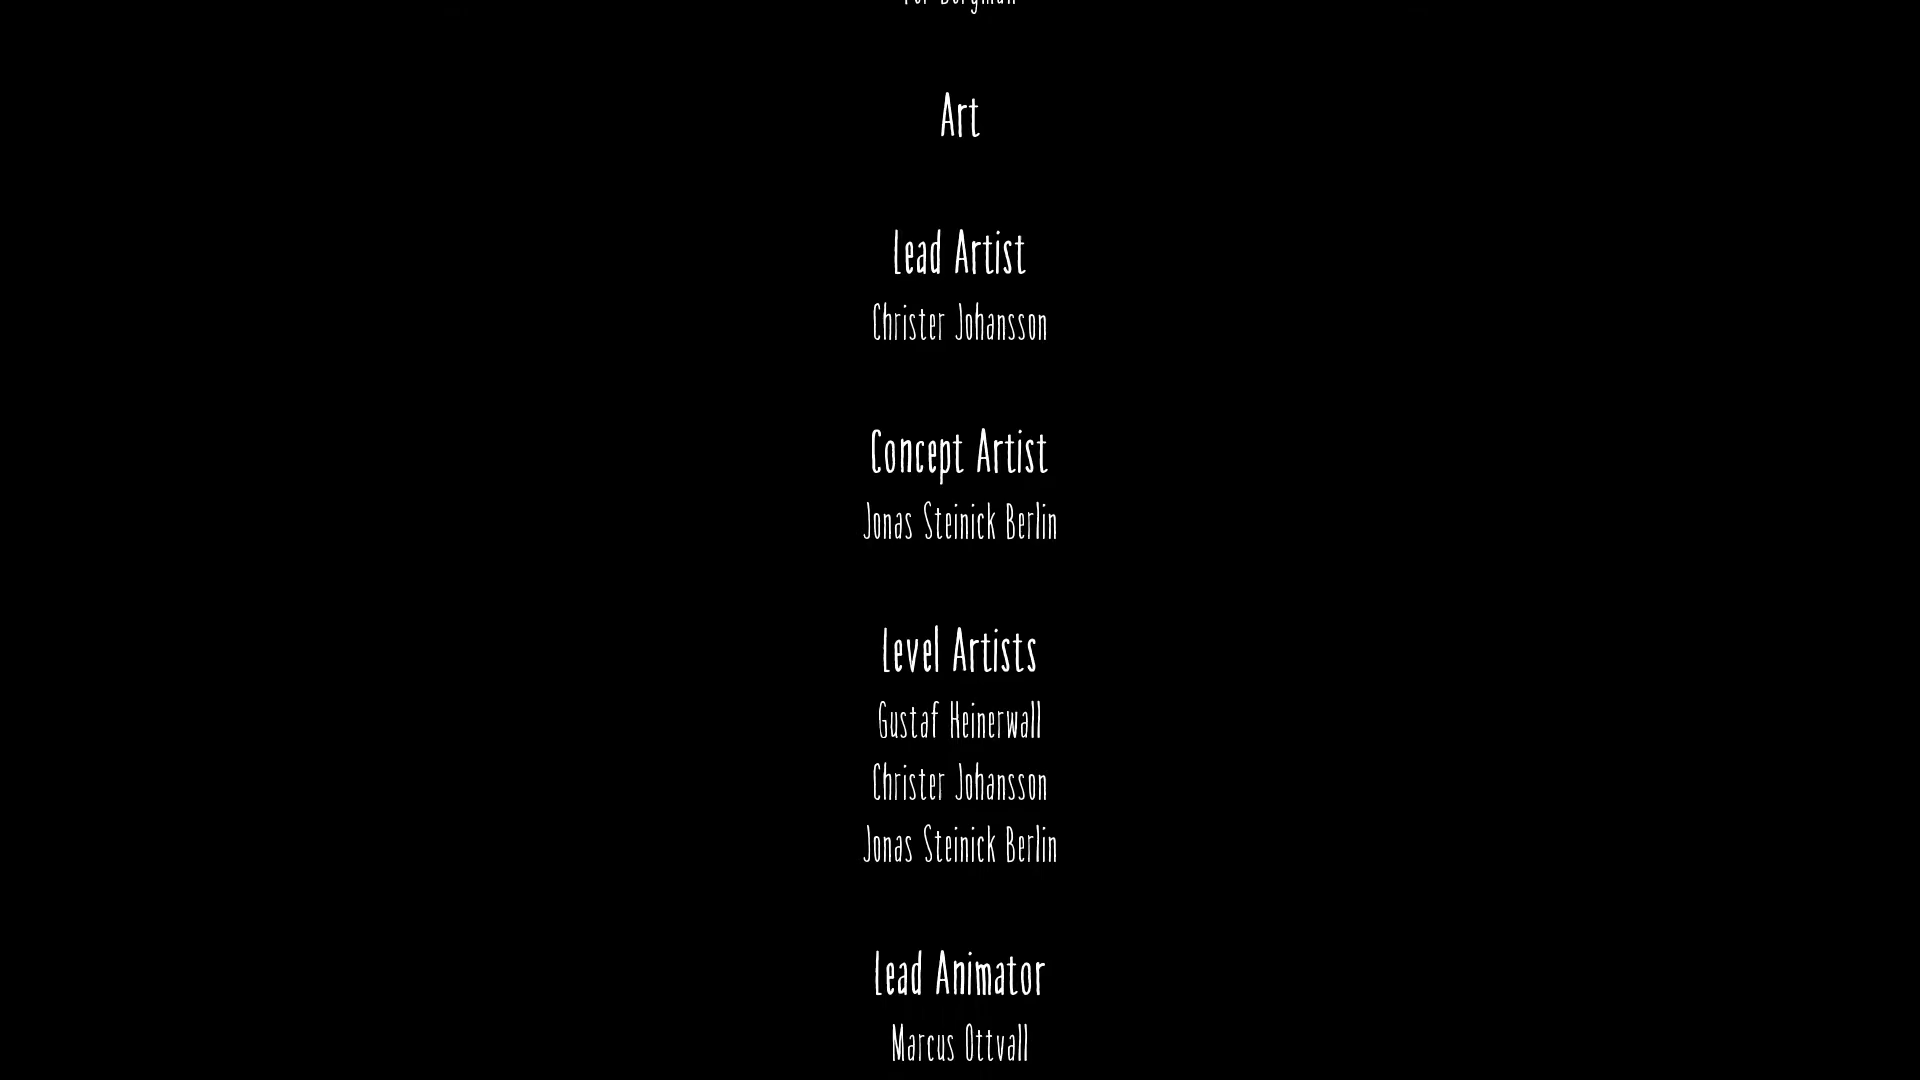 Art
Lead Artist
Christer Johansson
Concept Artist
Jonas Steinick Berlin
Level Artists
Gustaf Heinerwall
Christer Johansson
Jonas Steinick Berlin
Lead Animator
Marcus Ottvall